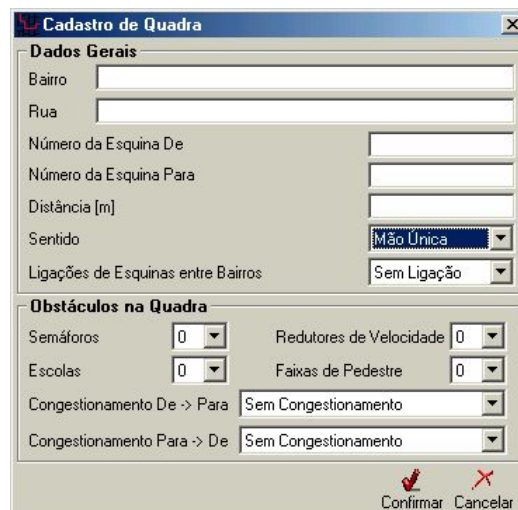 Cadastro de Quadra
Dados Gerais
Bairro
Rua
Número da Esquina De
Número da Esquina Para
Distância [m]
Sentido Mão Única
Ligações de Esquinas entre Bairros Sem Ligação
Obstáculos na Quadra
Semáforos 0 Redutores de Velocidade 0
Escolas 0 Faixas de Pedestre 0
Congestionamento De -> Para Sem Congestionamento
Congestionamento Para -> De Sem Congestionamento
Confirmar Cancelar